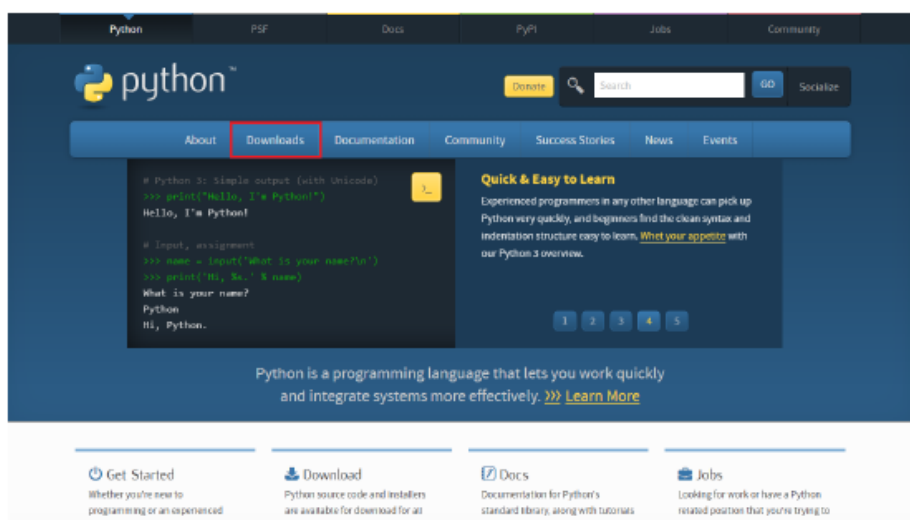 Python PSF Docs PyPI Jobs Community
python™
Donate Search GO Socialize
About Downloads Documentation Community Success Stories News Events
# Python 3: Simple output (with Unicode)
>>> print("Hello, I'm Python!")
Hello, I'm Python!
# Input, assignment
>>> name = input('What is your name?\n')
>>> print('Hi, %s.' % name)
What is your name?
Python
Hi, Python.
>_
Quick & Easy to Learn
Experienced programmers in any other language can pick up
Python very quickly, and beginners find the clean syntax and
indentation structure easy to learn. Whet your appetite with
our Python 3 overview.
1 2 3 4 5
Python is a programming language that lets you work quickly
and integrate systems more effectively. >>> Learn More
Get Started
Whether you're new to
programming or an experienced
Download
Python source code and installers
are available for download for all
Docs
Documentation for Python's
standard library, along with tutorials
Jobs
Looking for work or have a Python
related position that you're trying to